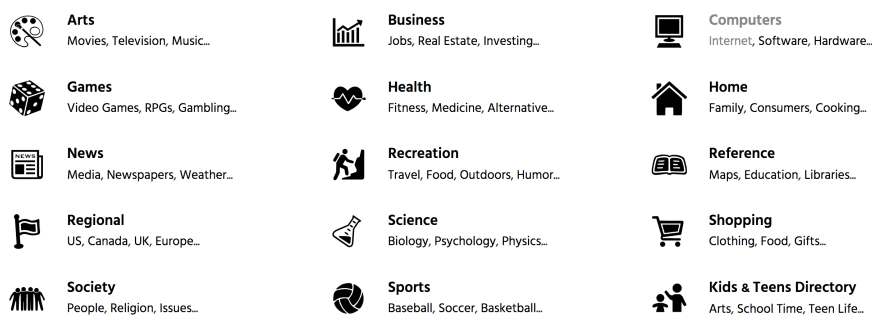 Arts
Movies, Television, Music...
Business
Jobs, Real Estate, Investing...
Computers
Internet, Software, Hardware...
Games
Video Games, RPGs, Gambling...
Health
Fitness, Medicine, Alternative...
Home
Family, Consumers, Cooking...
NEWS
News
Media, Newspapers, Weather...
Recreation
Travel, Food, Outdoors, Humor...
Reference
Maps, Education, Libraries...
Regional
US, Canada, UK, Europe...
Science
Biology, Psychology, Physics...
Shopping
Clothing, Food, Gifts...
Society
People, Religion, Issues...
Sports
Baseball, Soccer, Basketball...
Kids & Teens Directory
Arts, School Time, Teen Life...